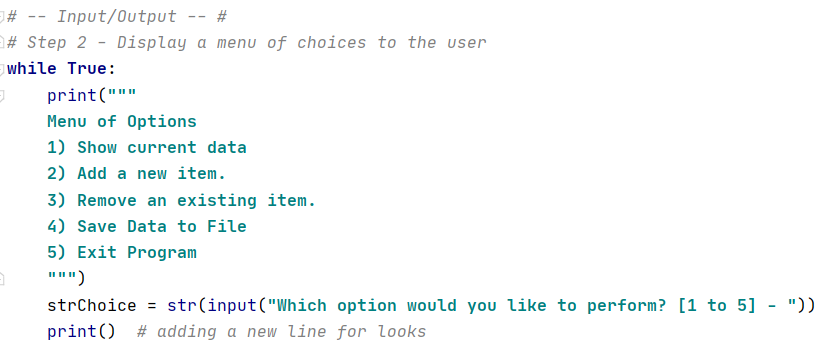 # -- Input/Output -- #
# Step 2 - Display a menu of choices to the user
while True:
    print("""
    Menu of Options
    1) Show current data
    2) Add a new item.
    3) Remove an existing item.
    4) Save Data to File
    5) Exit Program
    """)
    strChoice = str(input("Which option would you like to perform? [1 to 5] - "))
    print()  # adding a new line for looks